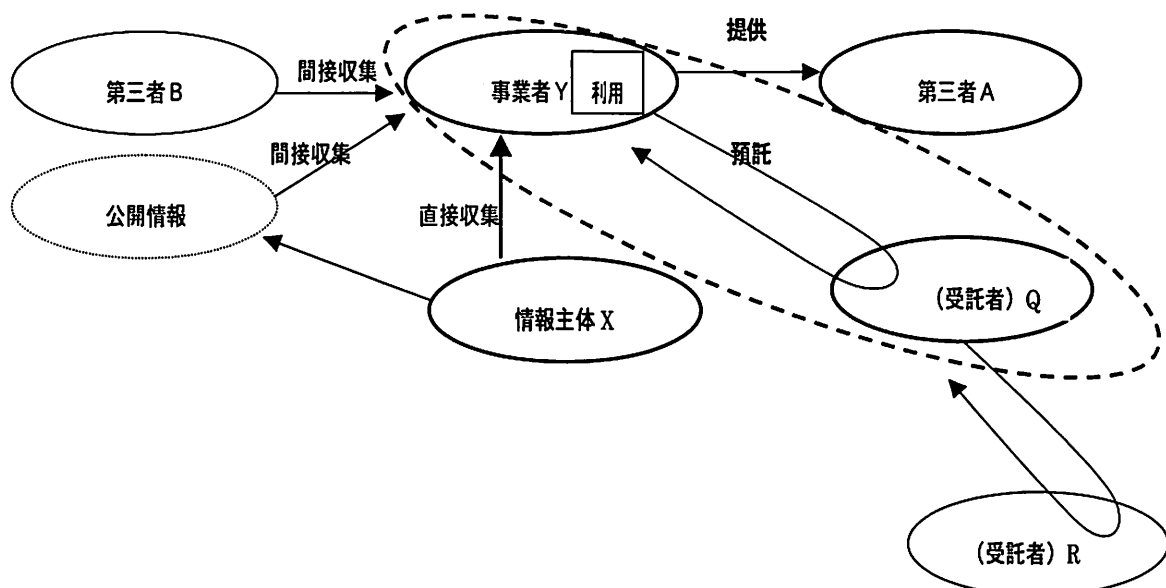 提供
第三者B
間接収集
事業者Y
利用
第三者A
間接収集
預託
公開情報
直接収集
情報主体X
(受託者) Q
(受託者) R